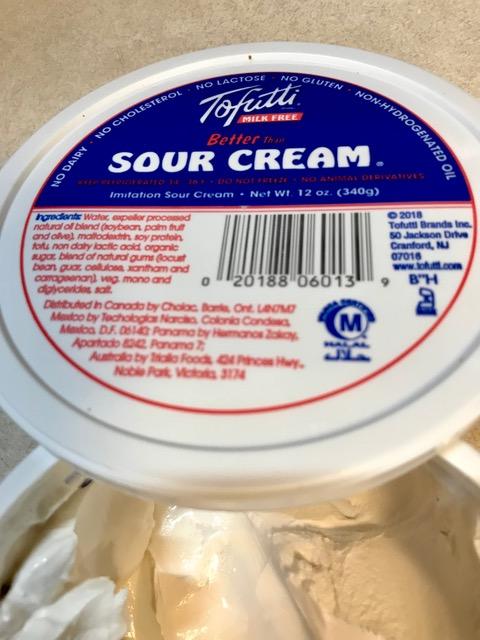 NO DAIRY · NO CHOLESTEROL · NO LACTOSE · NO GLUTEN · NON-HYDROGENATED OIL
Tofutti
MILK FREE
Better Than
SOUR CREAM®
KEEP REFRIGERATED 34°-36°F • DO NOT FREEZE • NO ANIMAL DERIVATIVES
Imitation Sour Cream • Net Wt. 12 oz. (340g)
Ingredients: Water, expeller processed
natural oil blend (soybean, palm fruit
and olive), maltodextrin, soy protein,
tofu, non dairy lactic acid, organic
sugar, blend of natural gums (locust
bean, guar, cellulose, xantham and
carrageenan), veg. mono and
diglycerides, salt.
0 20188 06013 9
© 2018
Tofutti Brands Inc.
50 Jackson Drive
Cranford, NJ
07016
www.tofutti.com
B"H
M
HALAL
حلال
Distributed in Canada by Cholac, Barrie, Ont. L4N7M7
Mexico by Techologias Narciso, Colonia Condesa,
Mexico, D.F. 06140; Panama by Hermanos Zakay,
Apartado 6242, Panama 7;
Australia by Trialia Foods, 424 Princes Hwy.,
Noble Park, Victoria, 3174